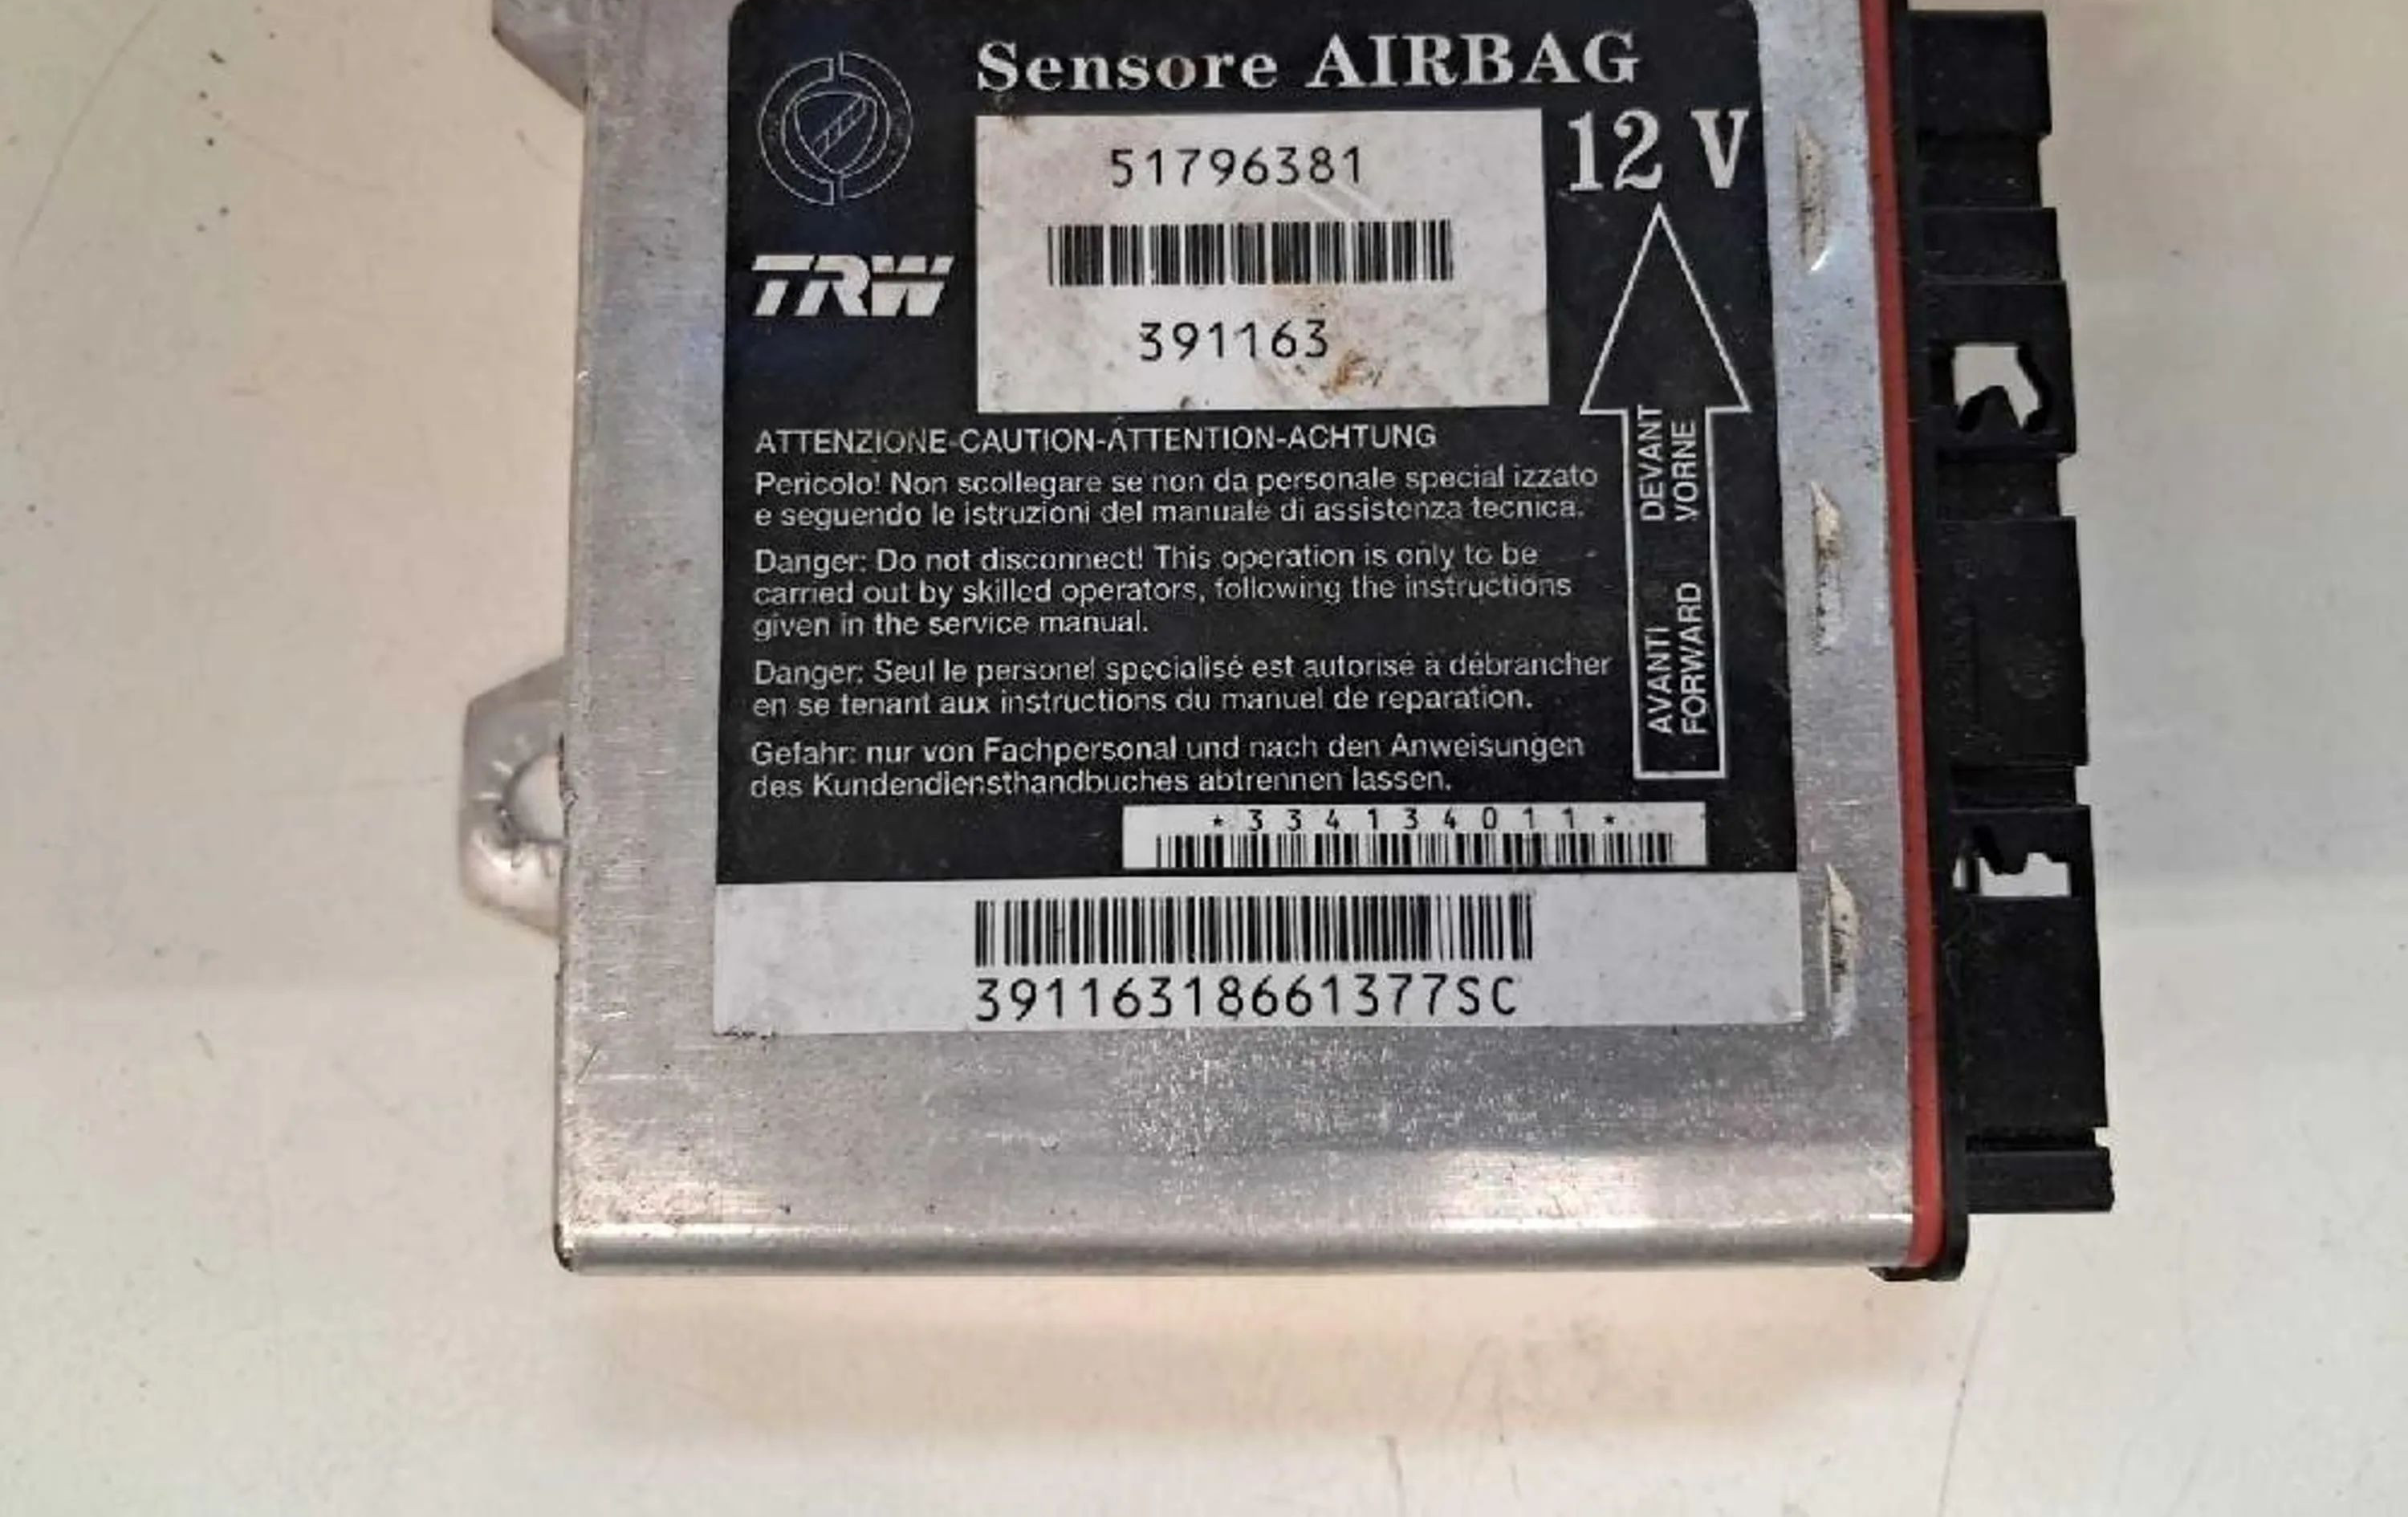 Sensore AIRBAG
12 V
51796381
TRW
391163
ATTENZIONE-CAUTION-ATTENTION-ACHTUNG
Pericolo! Non scollegare se non da personale special izzato
e seguendo le istruzioni del manuale di assistenza tecnica.
Danger: Do not disconnect! This operation is only to be
carried out by skilled operators, following the instructions
given in the service manual.
Danger: Seul le personel specialisé est autorisé à débrancher
en se tenant aux instructions du manuel de reparation.
Gefahr: nur von Fachpersonal und nach den Anweisungen
des Kundendiensthandbuches abtrennen lassen.
AVANTI DEVANT
FORWARD VORNE
*334134011*
39116318661377SC